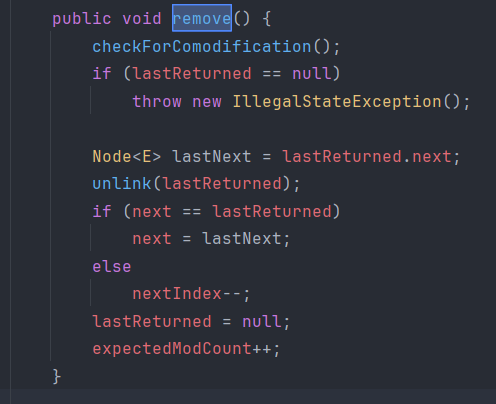 public void remove() {
checkForComodification();
if (lastReturned == null)
throw new IllegalStateException();
Node<E> lastNext = lastReturned.next;
unlink(lastReturned);
if (next == lastReturned)
next = lastNext;
else
nextIndex--;
lastReturned = null;
expectedModCount++;
}